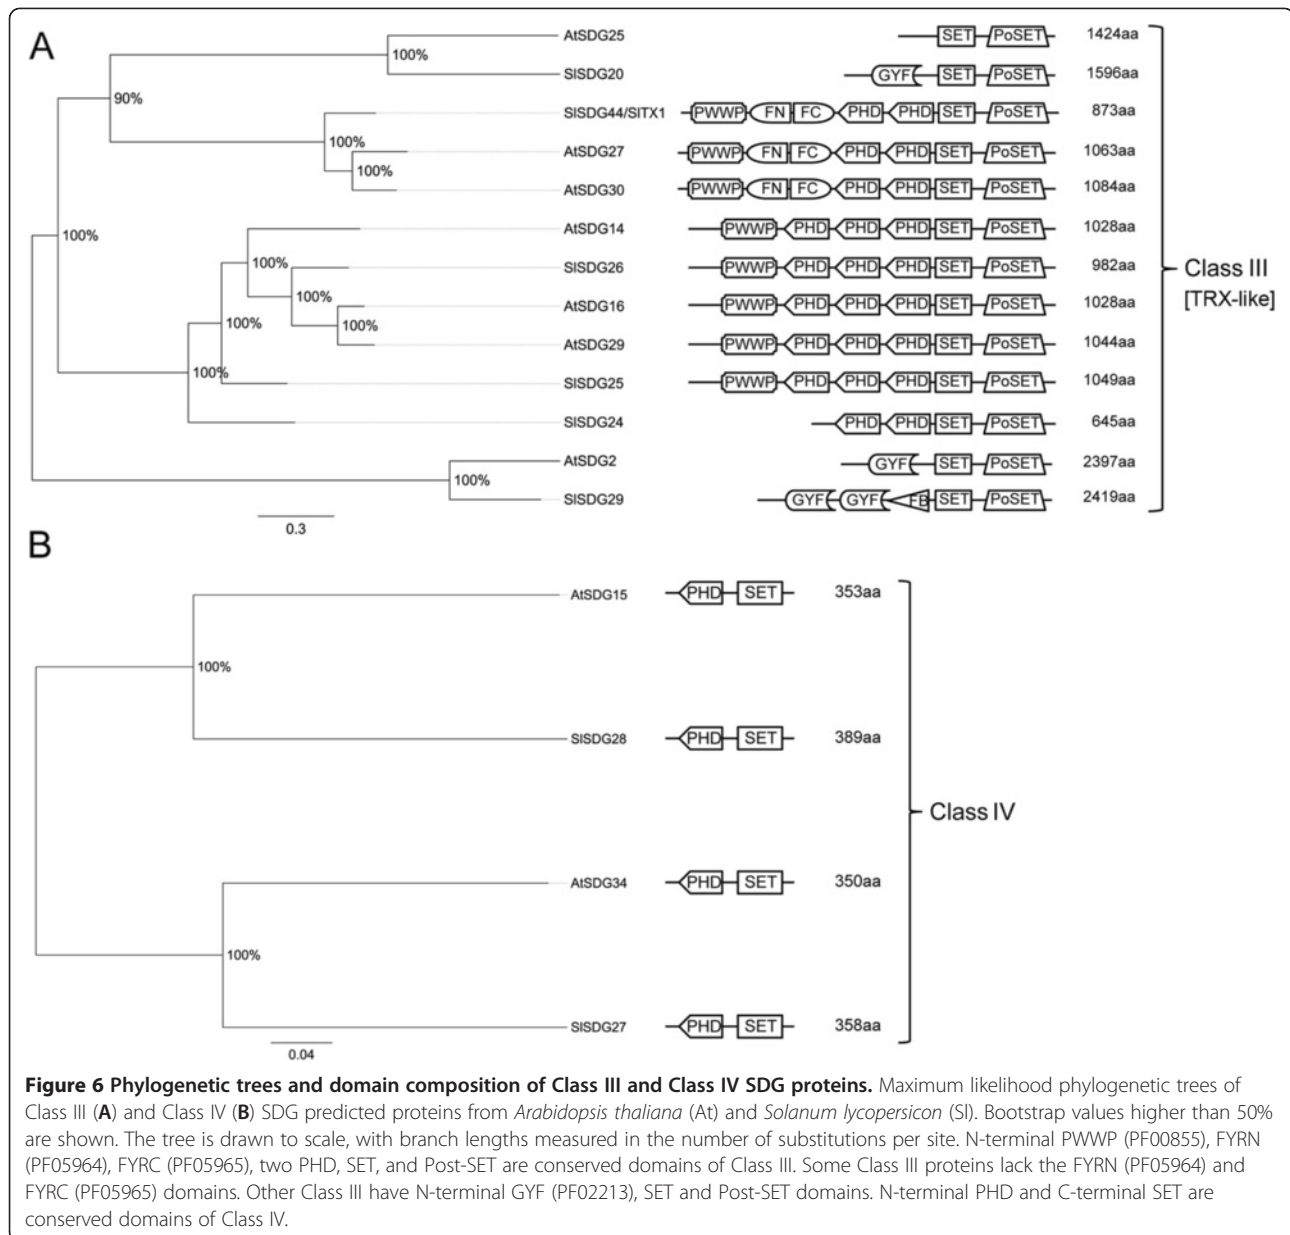 A
AtSDG25 SET PoSET 1424aa
100%
SlSDG20 GYF SET PoSET 1596aa
90%
SlSDG44/SlTX1 PWWP FN FC PHD PHD SET PoSET 873aa
100%
AtSDG27 PWWP FN FC PHD PHD SET PoSET 1063aa
100%
AtSDG30 PWWP FN FC PHD PHD SET PoSET 1084aa
100%
AtSDG14 PWWP PHD PHD PHD SET PoSET 1028aa
100%
SlSDG26 PWWP PHD PHD PHD SET PoSET 982aa
Class III
[TRX-like]
100%
AtSDG16 PWWP PHD PHD PHD SET PoSET 1028aa
100%
100%
AtSDG29 PWWP PHD PHD PHD SET PoSET 1044aa
100%
SlSDG25 PWWP PHD PHD PHD SET PoSET 1049aa
SlSDG24 PHD PHD SET PoSET 645aa
AtSDG2 GYF SET PoSET 2397aa
100%
SlSDG29 GYF GYF FB SET PoSET 2419aa
0.3
B
AtSDG15 PHD SET 353aa
100%
SlSDG28 PHD SET 389aa
Class IV
AtSDG34 PHD SET 350aa
100%
SlSDG27 PHD SET 358aa
0.04
Figure 6 Phylogenetic trees and domain composition of Class III and Class IV SDG proteins. Maximum likelihood phylogenetic trees of
Class III (A) and Class IV (B) SDG predicted proteins from Arabidopsis thaliana (At) and Solanum lycopersicon (Sl). Bootstrap values higher than 50%
are shown. The tree is drawn to scale, with branch lengths measured in the number of substitutions per site. N-terminal PWWP (PF00855), FYRN
(PF05964), FYRC (PF05965), two PHD, SET, and Post-SET are conserved domains of Class III. Some Class III proteins lack the FYRN (PF05964) and
FYRC (PF05965) domains. Other Class III have N-terminal GYF (PF02213), SET and Post-SET domains. N-terminal PHD and C-terminal SET are
conserved domains of Class IV.